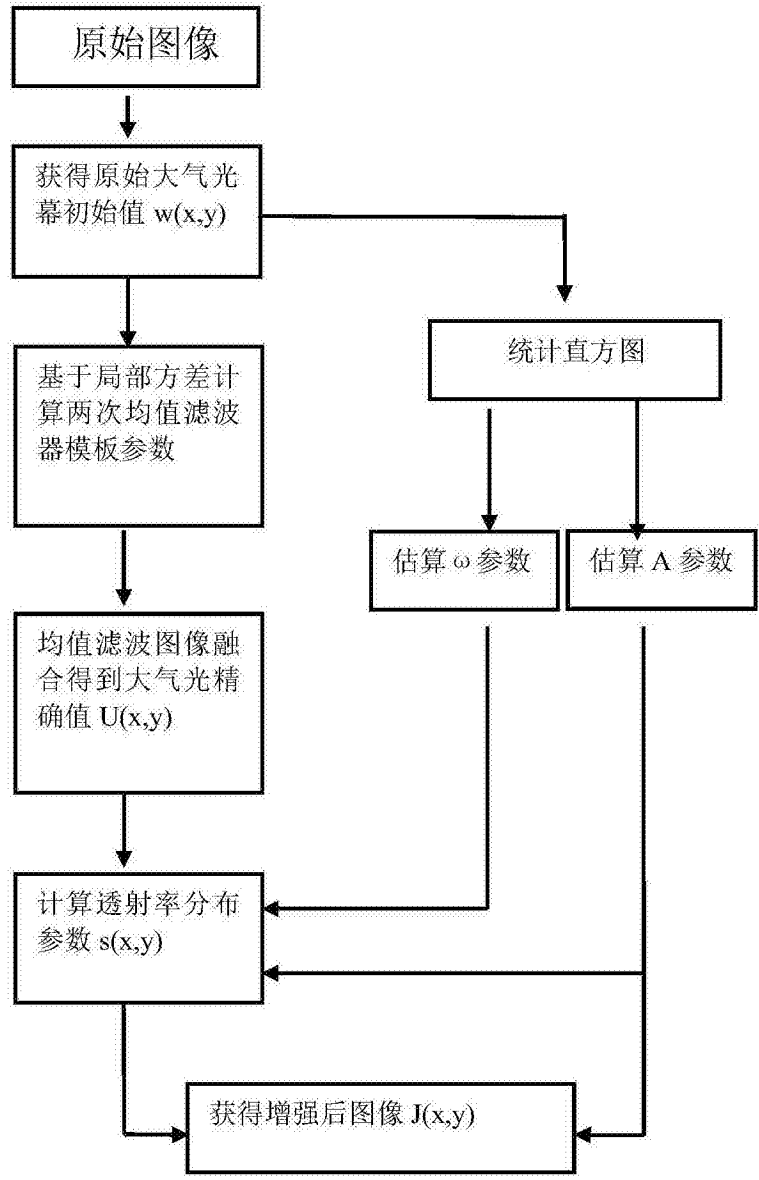 原始图像
获得原始大气光
幕初始值 w(x,y)
统计直方图
基于局部方差计
算两次均值滤波
器模板参数
估算 ω 参数
估算 A 参数
均值滤波图像融
合得到大气光精
确值 U(x,y)
计算透射率分布
参数 s(x,y)
获得增强后图像 J(x,y)